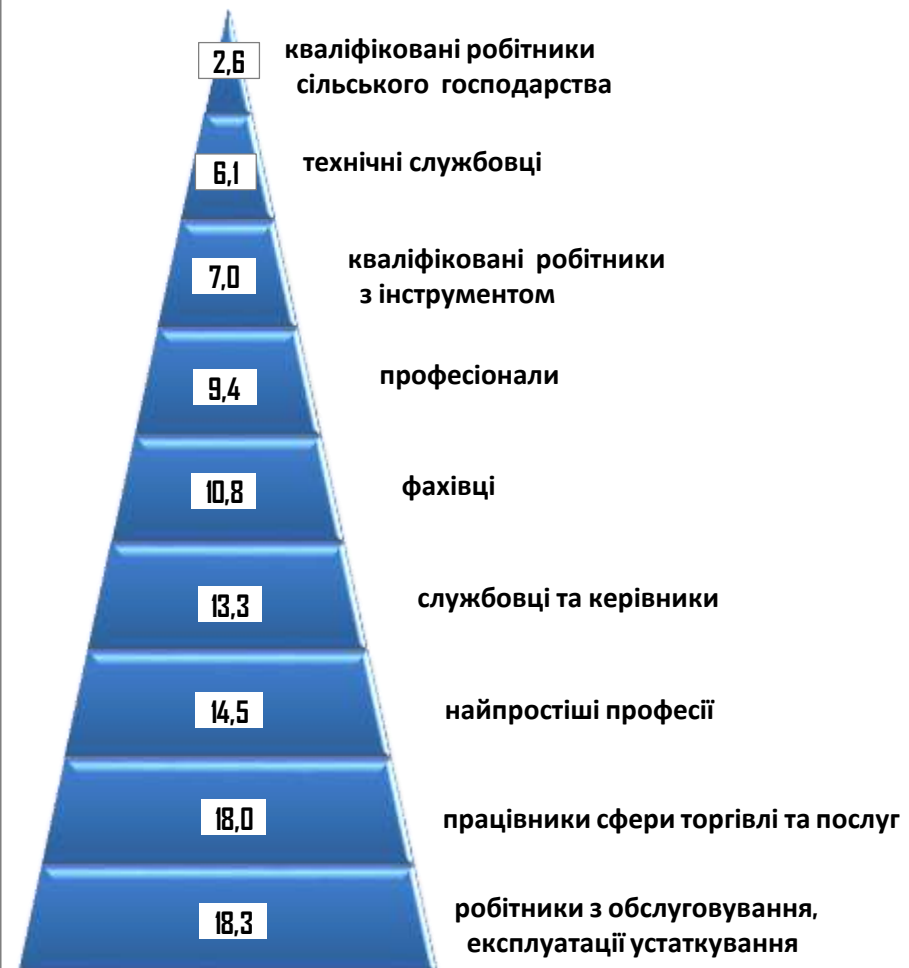 2,6
кваліфіковані робітники
сільського господарства
6,1
технічні службовці
7,0
кваліфіковані робітники
з інструментом
9,4
професіонали
10,8
фахівці
13,3
службовці та керівники
14,5
найпростіші професії
18,0
працівники сфери торгівлі та послуг
18,3
робітники з обслуговування,
експлуатації устаткування